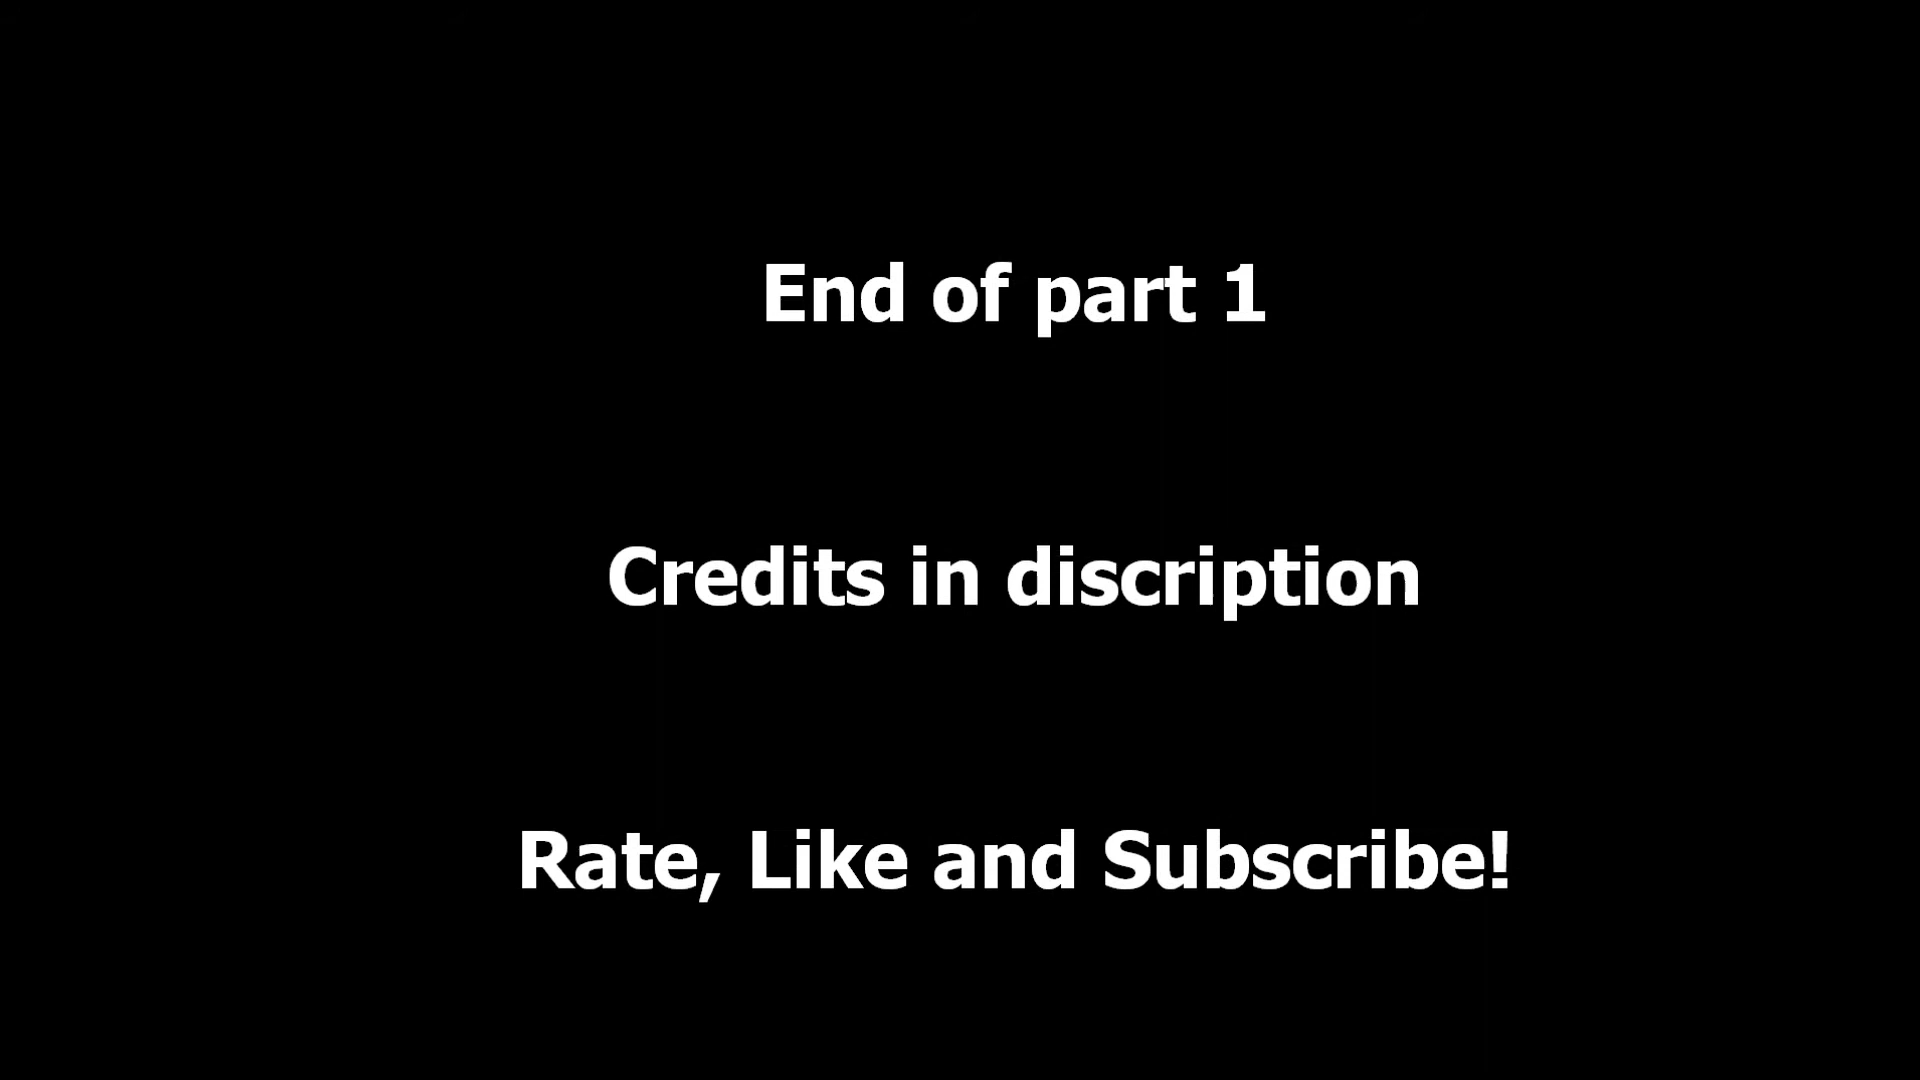 End of part 1
Credits in discription
Rate, Like and Subscribe!